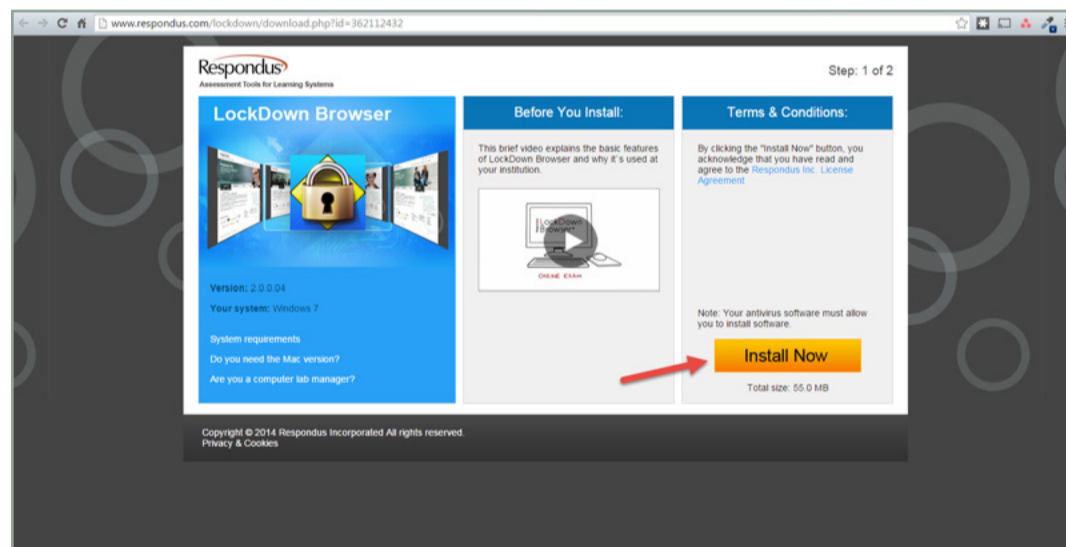 www.respondus.com/lockdown/download.php?id=362112432
Respondus
Assessment Tools for Learning Systems
Step: 1 of 2
LockDown Browser
Version: 2.0.0.04
Your system: Windows 7
System requirements
Do you need the Mac version?
Are you a computer lab manager?
Before You Install:
This brief video explains the basic features
of LockDown Browser and why it's used at
your institution.
LockDown
Browser
ONLINE EXAM
Terms & Conditions:
By clicking the "Install Now" button, you
acknowledge that you have read and
agree to the Respondus Inc. License
Agreement
Note: Your antivirus software must allow
you to install software.
Install Now
Total size: 55.0 MB
Copyright © 2014 Respondus Incorporated All rights reserved.
Privacy & Cookies